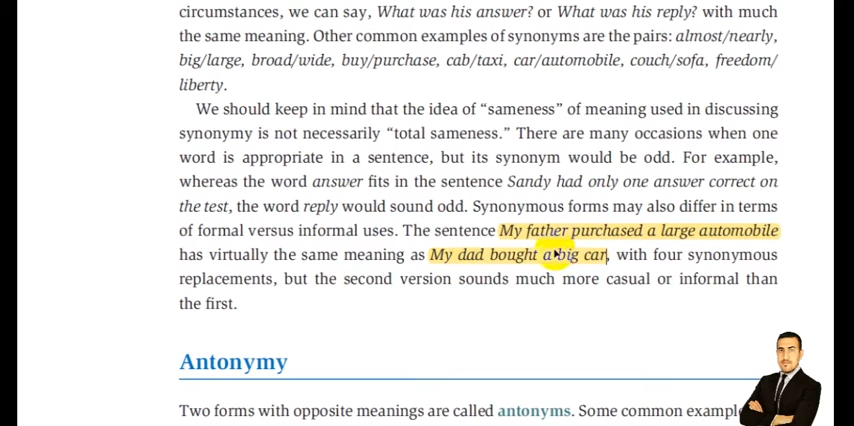 circumstances, we can say, What was his answer? or What was his reply? with much
the same meaning. Other common examples of synonyms are the pairs: almost/nearly,
big/large, broad/wide, buy/purchase, cab/taxi, car/automobile, couch/sofa, freedom/
liberty.
We should keep in mind that the idea of “sameness” of meaning used in discussing
synonymy is not necessarily “total sameness.” There are many occasions when one
word is appropriate in a sentence, but its synonym would be odd. For example,
whereas the word answer fits in the sentence Sandy had only one answer correct on
the test, the word reply would sound odd. Synonymous forms may also differ in terms
of formal versus informal uses. The sentence My father purchased a large automobile
has virtually the same meaning as My dad bought a big car, with four synonymous
replacements, but the second version sounds much more casual or informal than
the first.
Antonymy
Two forms with opposite meanings are called antonyms. Some common